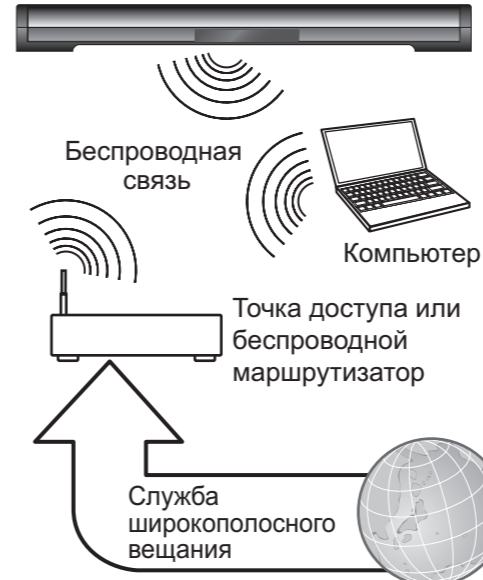 Беспроводная
связь
Компьютер
Точка доступа или
беспроводной
маршрутизатор
Служба
широкополосного
вещания